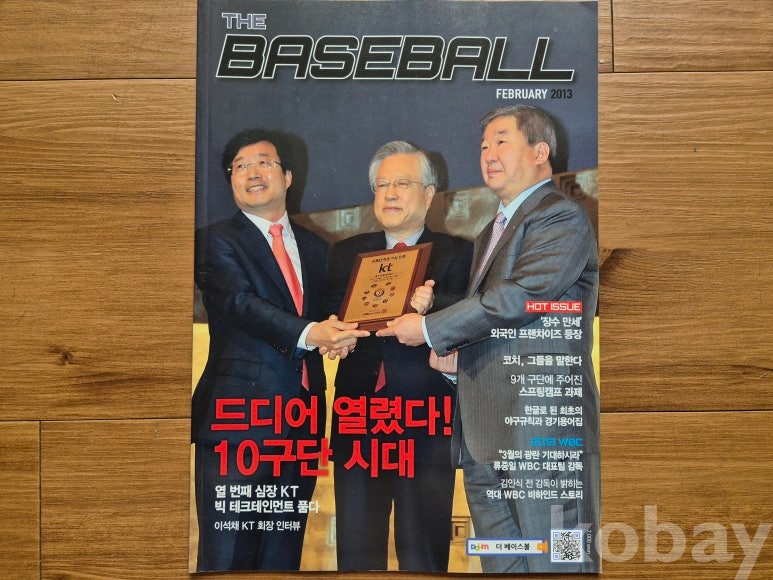 THE
BASEBALL
FEBRUARY 2013
kt
HOT ISSUE
'장수 만세'
외국인 프랜차이즈 등장
코치, 그들을 말한다
9개 구단에 주어진
스프링캠프 과제
한글로 된 최초의
야구규칙과 경기용어집
2013 WBC
"3월의 광란 기대하시라"
류중일 WBC 대표팀 감독
김인식 전 감독이 밝히는
역대 WBC 비하인드 스토리
드디어 열렸다!
10구단 시대
열 번째 심장 KT
빅 테크테인먼트 품다
이석채 KT 회장 인터뷰
Daum 더 베이스볼
kobay